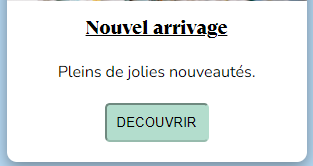 Nouvel arrivage
Pleins de jolies nouveautés.
DECOUVRIR